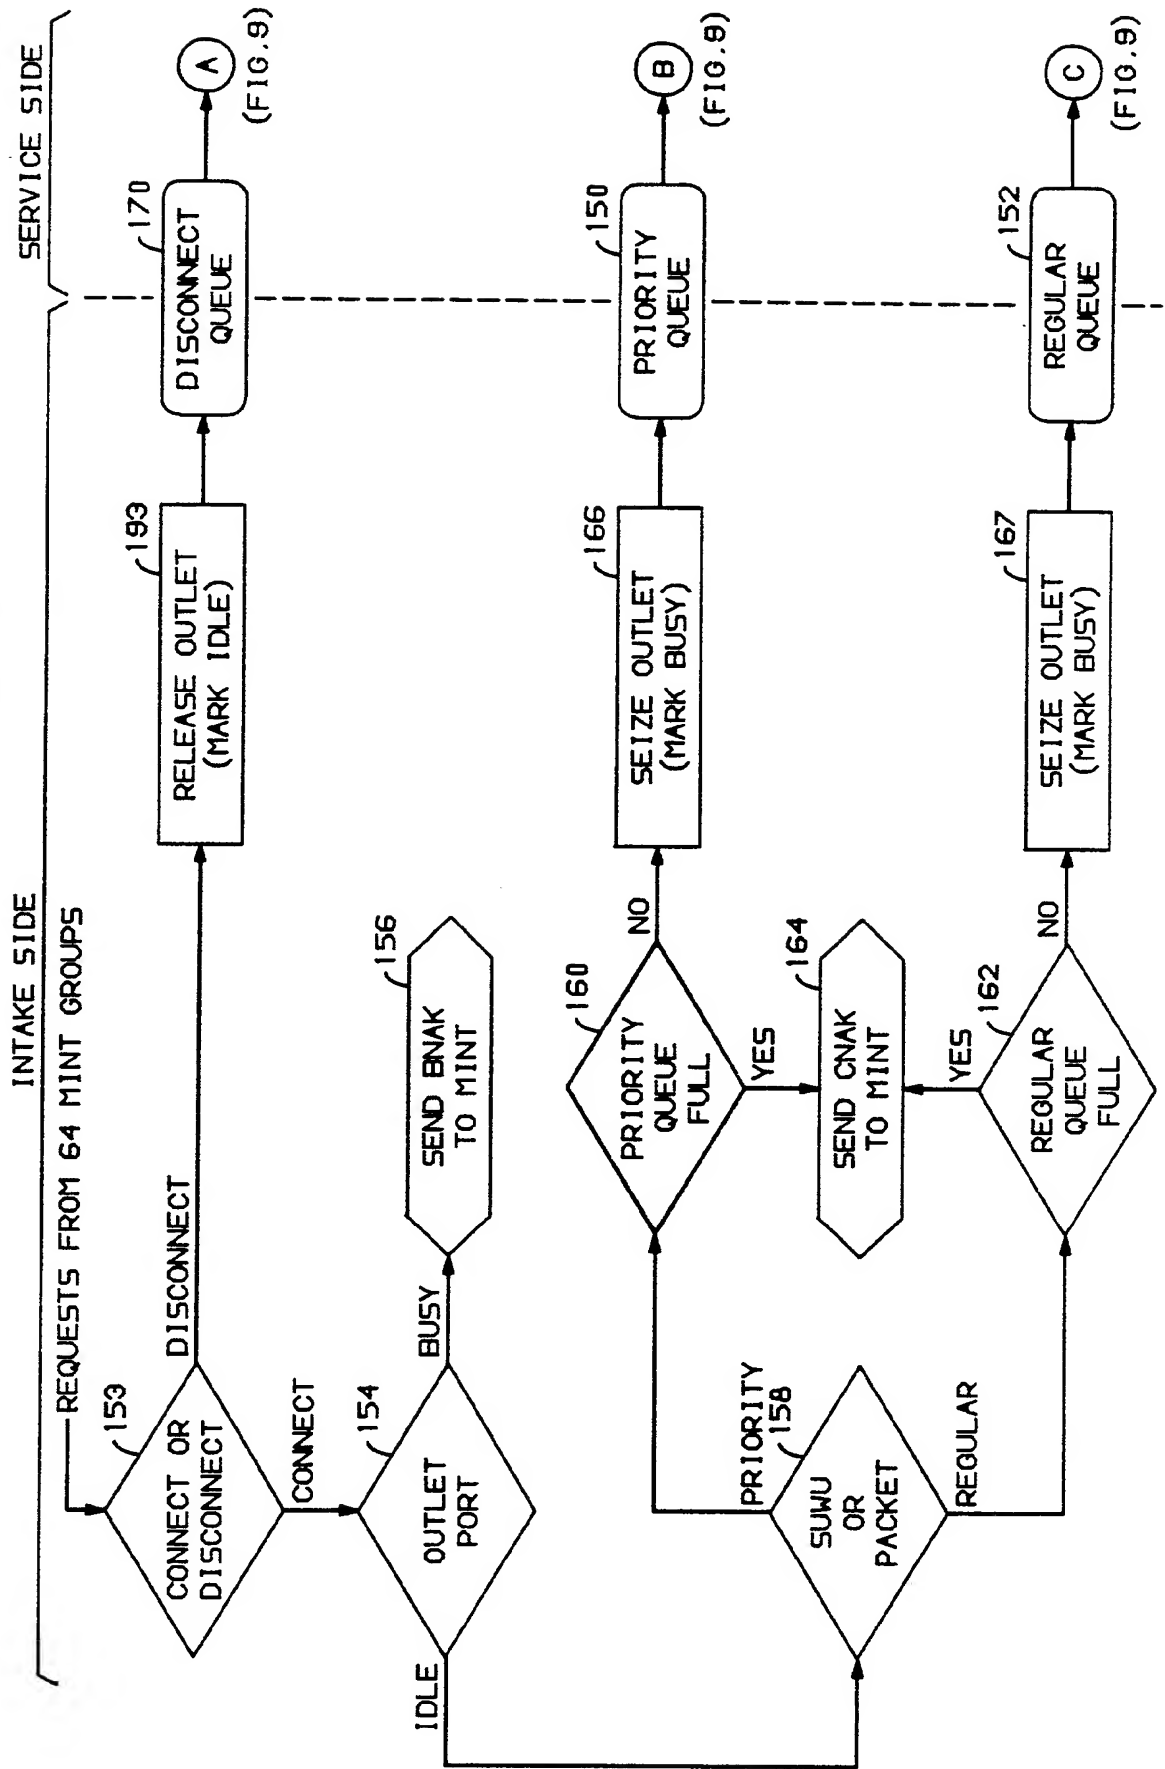 INTAKE SIDE
SERVICE SIDE
REQUESTS FROM 64 MINT GROUPS
153
CONNECT OR
DISCONNECT
DISCONNECT
193
RELEASE OUTLET
(MARK IDLE)
170
DISCONNECT
QUEUE
A
(FIG.9)
CONNECT
154
OUTLET
PORT
BUSY
156
SEND BNAK
TO MINT
IDLE
PRIORITY
158
SUWU
OR
PACKET
REGULAR
160
PRIORITY
QUEUE
FULL
NO
YES
166
SEIZE OUTLET
(MARK BUSY)
150
PRIORITY
QUEUE
B
(FIG.9)
164
SEND CNAK
TO MINT
YES
162
REGULAR
QUEUE
FULL
NO
167
SEIZE OUTLET
(MARK BUSY)
152
REGULAR
QUEUE
C
(FIG.9)